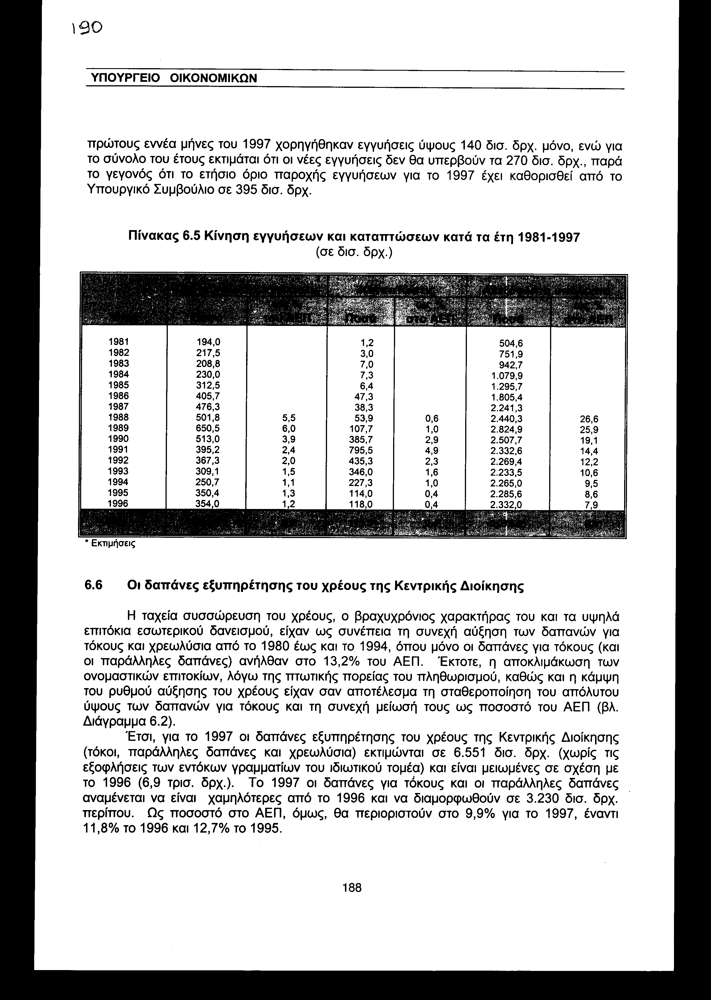 190
ΥΠΟΥΡΓΕΙΟ ΟΙΚΟΝΟΜΙΚΩΝ
πρώτους εννέα μήνες του 1997 χορηγήθηκαν εγγυήσεις ύψους 140 δισ. δρχ. μόνο, ενώ για
το σύνολο του έτους εκτιμάται ότι οι νέες εγγυήσεις δεν θα υπερβούν τα 270 δισ. δρχ., παρά
το γεγονός ότι το ετήσιο όριο παροχής εγγυήσεων για το 1997 έχει καθορισθεί από το
Υπουργικό Συμβούλιο σε 395 δισ. δρχ.
Πίνακας 6.5 Κίνηση εγγυήσεων και καταπτώσεων κατά τα έτη 1981-1997
(σε δισ. δρχ.)
Καταπτώσεις
ως % ως % ως %
Ποσά στο ΑΕΠ Ποσά στο ΑΕΠ
1981 194,0 1,2 504,6
1982 217,5 3,0 751,9
1983 208,8 7,0 942,7
1984 230,0 7,3 1.079,9
1985 312,5 6,4 1.295,7
1986 405,7 47,3 1.805,4
1987 476,3 38,3 2.241,3
1988 501,8 5,5 53,9 0,6 2.440,3 26,6
1989 650,5 6,0 107,7 1,0 2.824,9 25,9
1990 513,0 3,9 385,7 2,9 2.507,7 19,1
1991 395,2 2,4 795,5 4,9 2.332,6 14,4
1992 367,3 2,0 435,3 2,3 2.269,4 12,2
1993 309,1 1,5 346,0 1,6 2.233,5 10,6
1994 250,7 1,1 227,3 1,0 2.265,0 9,5
1995 350,4 1,3 114,0 0,4 2.285,6 8,6
1996 354,0 1,2 118,0 0,4 2.332,0 7,9
* Εκτιμήσεις
6.6 Οι δαπάνες εξυπηρέτησης του χρέους της Κεντρικής Διοίκησης
Η ταχεία συσσώρευση του χρέους, ο βραχυχρόνιος χαρακτήρας του και τα υψηλά
επιτόκια εσωτερικού δανεισμού, είχαν ως συνέπεια τη συνεχή αύξηση των δαπανών για
τόκους και χρεωλύσια από το 1980 έως και το 1994, όπου μόνο οι δαπάνες για τόκους (και
οι παράλληλες δαπάνες) ανήλθαν στο 13,2% του ΑΕΠ. Έκτοτε, η αποκλιμάκωση των
ονομαστικών επιτοκίων, λόγω της πτωτικής πορείας του πληθωρισμού, καθώς και η κάμψη
του ρυθμού αύξησης του χρέους είχαν σαν αποτέλεσμα τη σταθεροποίηση του απόλυτου
ύψους των δαπανών για τόκους και τη συνεχή μείωσή τους ως ποσοστό του ΑΕΠ (βλ.
Διάγραμμα 6.2).
Έτσι, για το 1997 οι δαπάνες εξυπηρέτησης του χρέους της Κεντρικής Διοίκησης
(τόκοι, παράλληλες δαπάνες και χρεωλύσια) εκτιμώνται σε 6.551 δισ. δρχ. (χωρίς τις
εξοφλήσεις των εντόκων γραμματίων του ιδιωτικού τομέα) και είναι μειωμένες σε σχέση με
το 1996 (6,9 τρισ. δρχ.). Το 1997 οι δαπάνες για τόκους και οι παράλληλες δαπάνες
αναμένεται να είναι χαμηλότερες από το 1996 και να διαμορφωθούν σε 3.230 δισ. δρχ.
περίπου. Ως ποσοστό στο ΑΕΠ, όμως, θα περιοριστούν στο 9,9% για το 1997, έναντι
11,8% το 1996 και 12,7% το 1995.
188